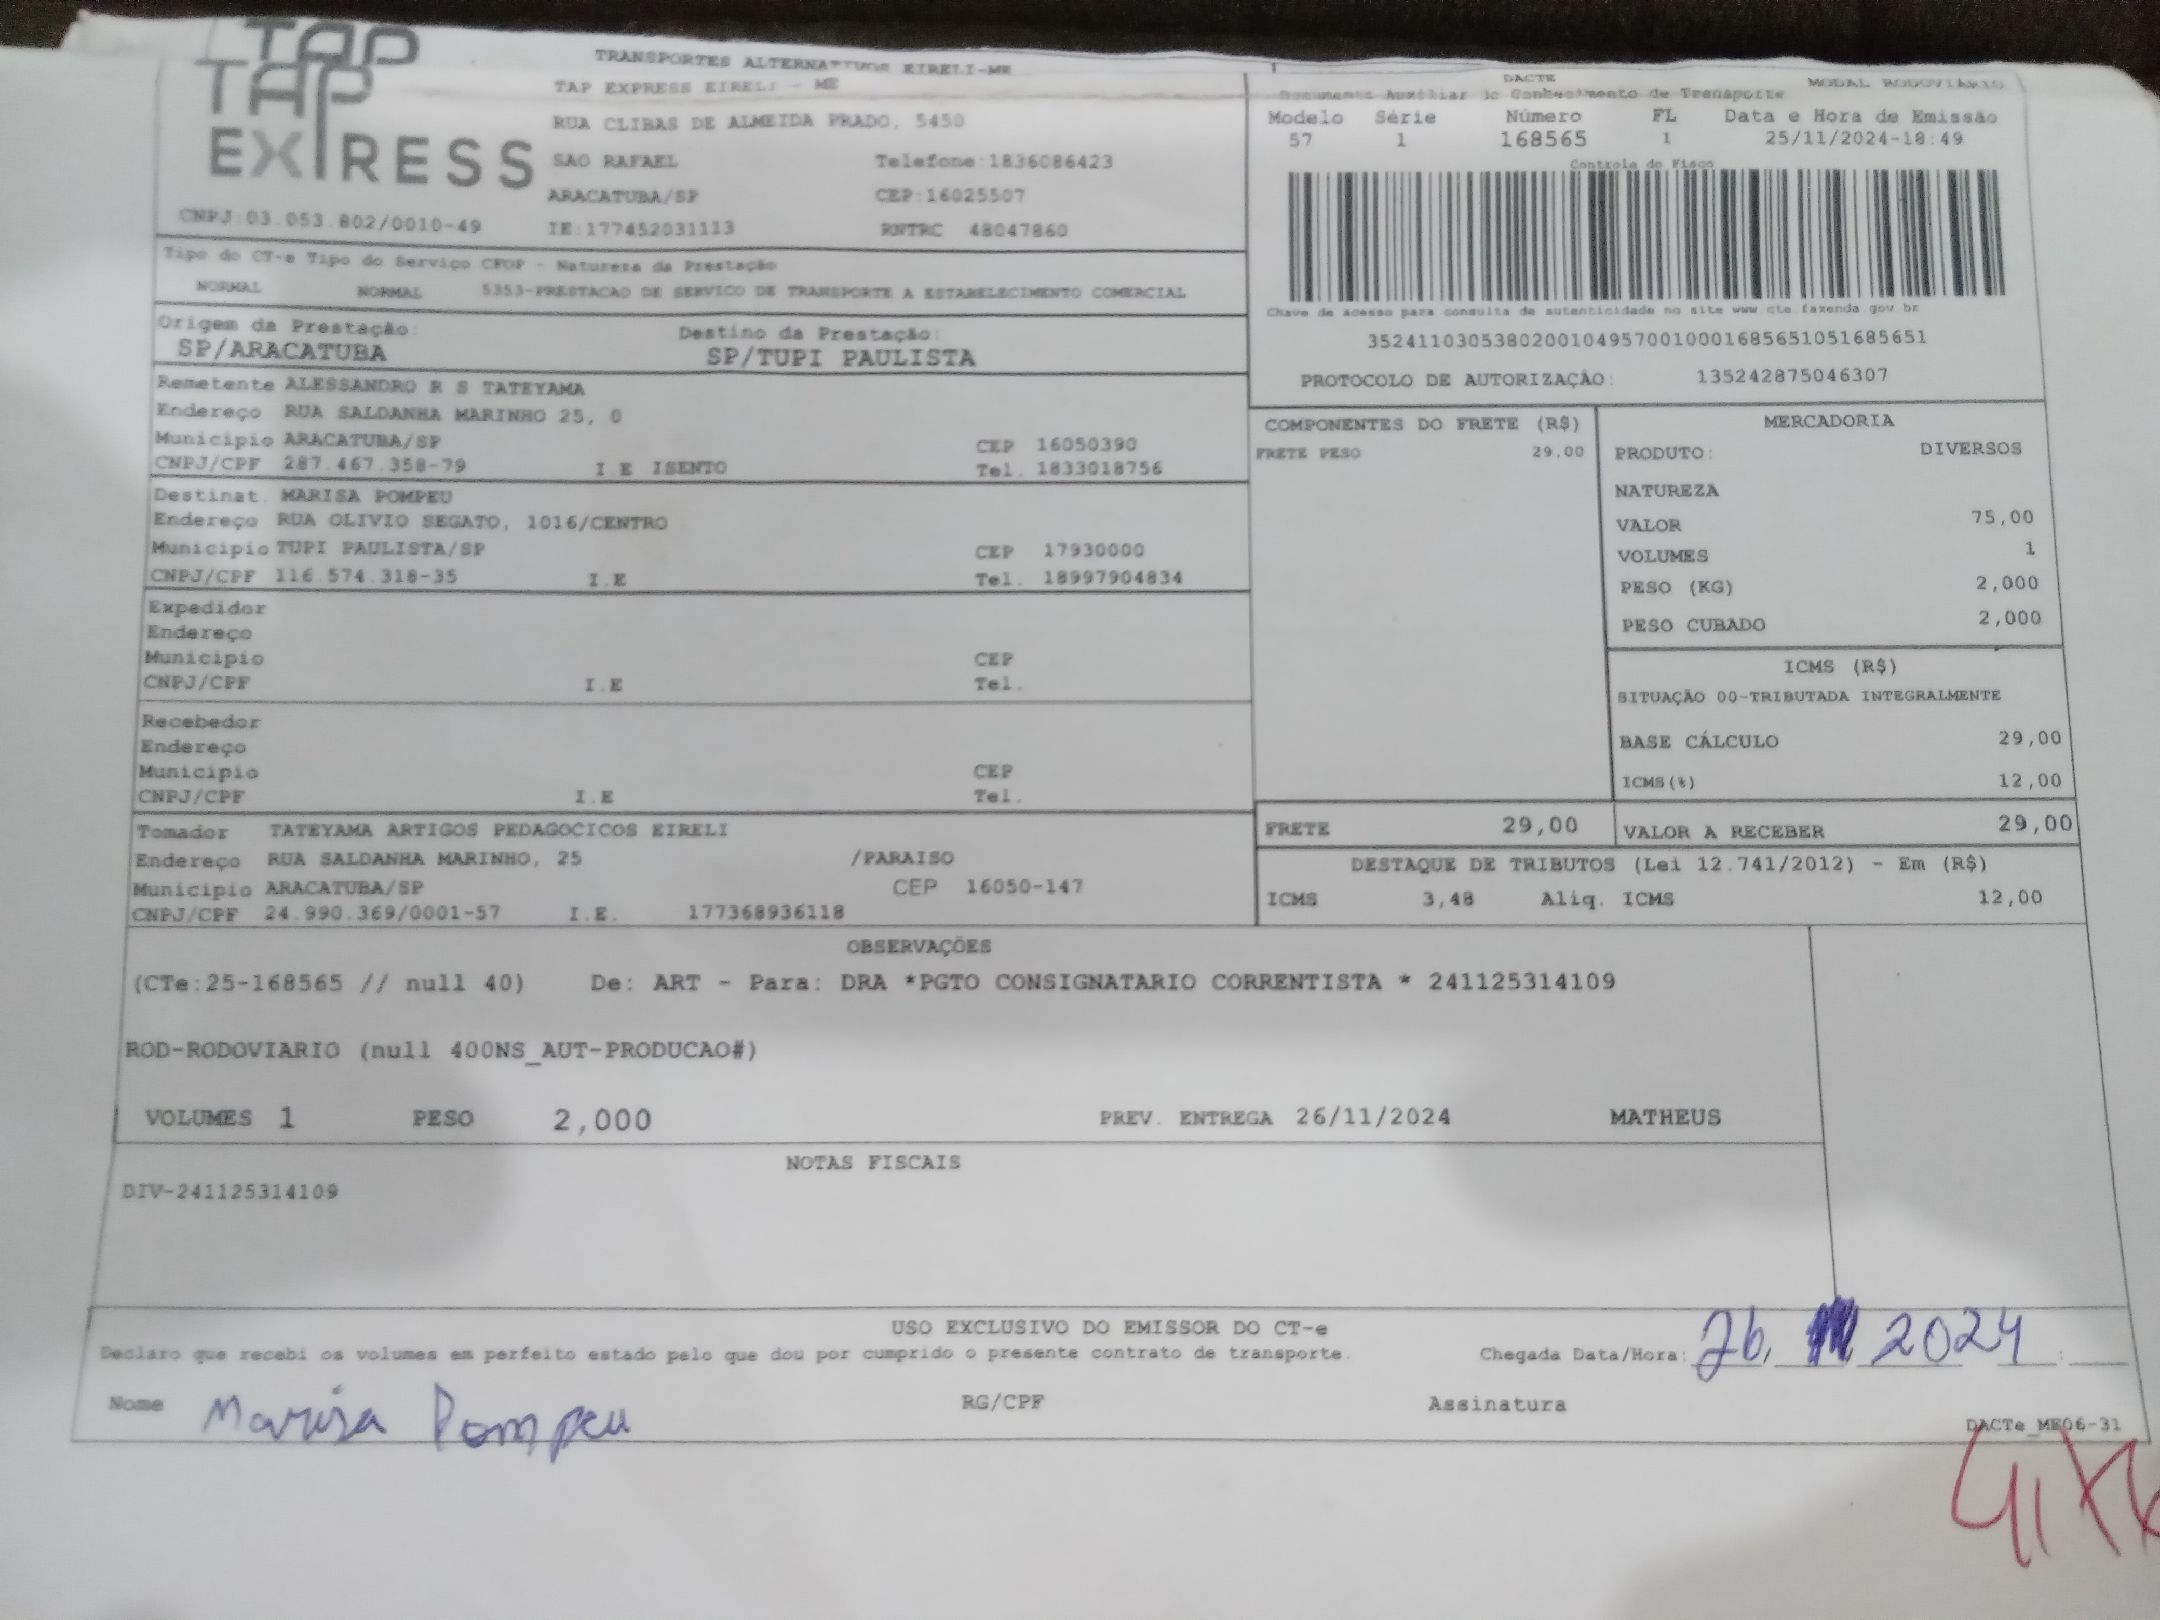 TAP
TAP
EXPRESS
TRANSPORTES ALTERNATIVOS EIRELI-ME
TAP EXPRESS EIRELI - ME
RUA CLIBAS DE ALMEIDA PRADO, 5450
SAO RAFAEL Telefone:1836086423
ARACATUBA/SP CEP:16025507
CNPJ:03.053.802/0010-49 IE:177452031113 RNTRC 48047860
DACTE MODAL RODOVIÁRIO
Documento Auxiliar do Conhecimento de Transporte
Modelo Série Número FL Data e Hora de Emissão
57 1 168565 1 25/11/2024-18:49
Controle do Fisco
Chave de acesso para consulta de autenticidade no site www.cte.fazenda.gov.br
35241103053802001049570010001685651051685651
PROTOCOLO DE AUTORIZAÇÃO: 135242875046307
Tipo do CT-e Tipo do Serviço CFOP - Natureza da Prestação
NORMAL NORMAL 5353-PRESTACAO DE SERVICO DE TRANSPORTE A ESTABELECIMENTO COMERCIAL
Origem da Prestação: Destino da Prestação:
SP/ARACATUBA SP/TUPI PAULISTA
Remetente ALESSANDRO R S TATEYAMA
Endereço RUA SALDANHA MARINHO 25, 0
Municipio ARACATUBA/SP CEP 16050390
CNPJ/CPF 287.467.358-79 I.E ISENTO Tel. 1833018756
Destinat. MARISA POMPEU
Endereço RUA OLIVIO SEGATO, 1016/CENTRO
Municipio TUPI PAULISTA/SP CEP 17930000
CNPJ/CPF 116.574.318-35 I.E Tel. 18997904834
Expedidor
Endereço
Municipio CEP
CNPJ/CPF I.E Tel.
Recebedor
Endereço
Municipio CEP
CNPJ/CPF I.E Tel.
Tomador TATEYAMA ARTIGOS PEDAGOCICOS EIRELI
Endereço RUA SALDANHA MARINHO, 25 /PARAISO
Municipio ARACATUBA/SP CEP 16050-147
CNPJ/CPF 24.990.369/0001-57 I.E. 177368936118
COMPONENTES DO FRETE (R$)
FRETE PESO 29,00
MERCADORIA
PRODUTO: DIVERSOS
NATUREZA
VALOR 75,00
VOLUMES 1
PESO (KG) 2,000
PESO CUBADO 2,000
ICMS (R$)
SITUAÇÃO 00-TRIBUTADA INTEGRALMENTE
BASE CÁLCULO 29,00
ICMS(%) 12,00
FRETE 29,00 VALOR A RECEBER 29,00
DESTAQUE DE TRIBUTOS (Lei 12.741/2012) - Em (R$)
ICMS 3,48 Aliq. ICMS 12,00
OBSERVAÇÕES
(CTe:25-168565 // null 40) De: ART - Para: DRA *PGTO CONSIGNATARIO CORRENTISTA * 241125314109
ROD-RODOVIARIO (null 400NS_AUT-PRODUCAO#)
VOLUMES 1 PESO 2,000 PREV. ENTREGA 26/11/2024 MATHEUS
NOTAS FISCAIS
DIV-241125314109
USO EXCLUSIVO DO EMISSOR DO CT-e
Declaro que recebi os volumes em perfeito estado pelo que dou por cumprido o presente contrato de transporte. Chegada Data/Hora: 26, 2024 :
Nome Marisa Pompeu RG/CPF Assinatura
DACTe_ME06-31